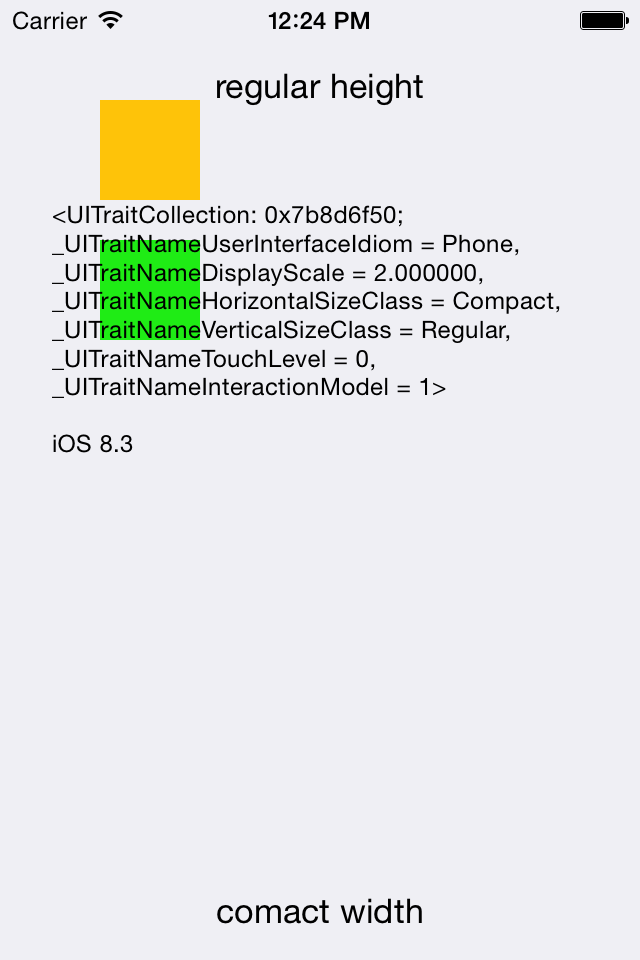 Carrier 12:24 PM
regular height
<UITraitCollection: 0x7b8d6f50;
_UITraitNameUserInterfaceIdiom = Phone,
_UITraitNameDisplayScale = 2.000000,
_UITraitNameHorizontalSizeClass = Compact,
_UITraitNameVerticalSizeClass = Regular,
_UITraitNameTouchLevel = 0,
_UITraitNameInteractionModel = 1>
iOS 8.3
comact width